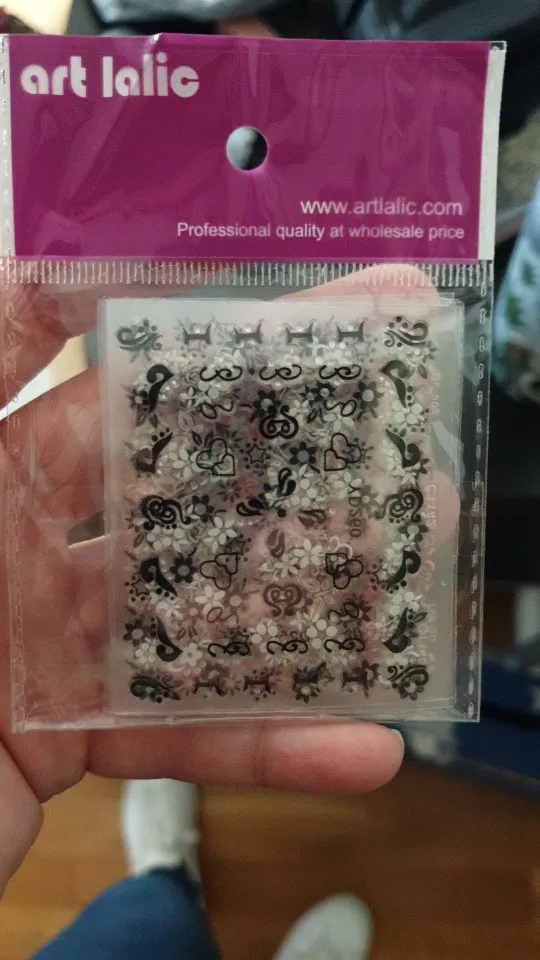 art lalic
www.artlalic.com
Professional quality at wholesale price